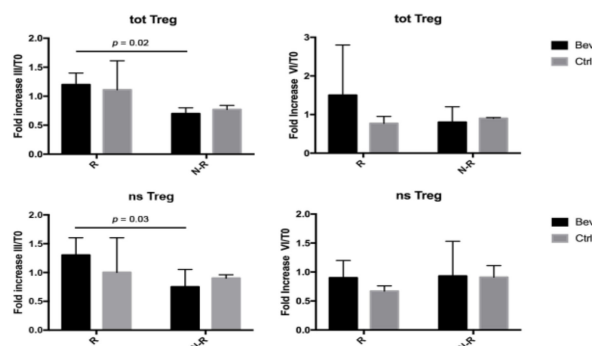 tot Treg
Fold increase III/T0
2.0
1.5
1.0
0.5
0.0
p = 0.02
R
N-R
tot Treg
Fold Increase VI/T0
3
2
1
0
R
N-R
Bev
Ctrl
ns Treg
Fold increase III/T0
2.0
1.5
1.0
0.5
0.0
p = 0.03
R
N-R
ns Treg
Fold Increase VI/T0
2.0
1.5
1.0
0.5
0.0
R
N-R
Bev
Ctrl